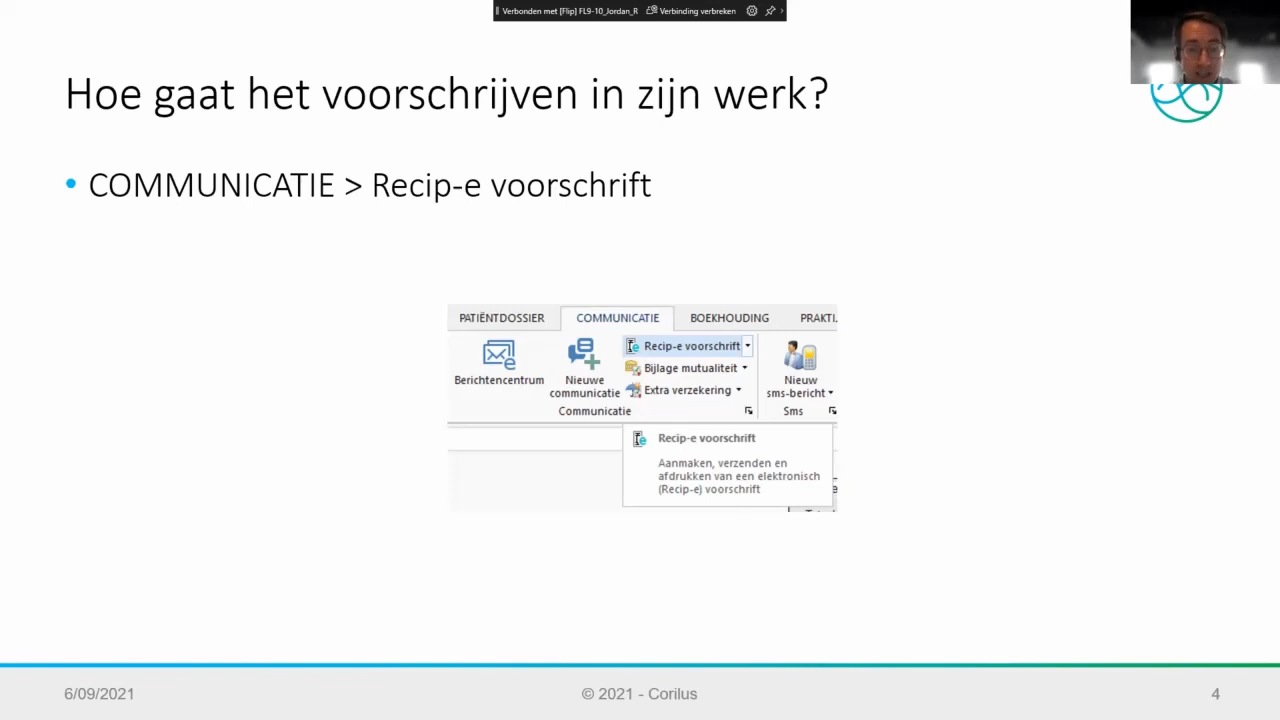 Verbonden met [Flip] FL9-10_Jordan_R
Verbinding verbreken
Hoe gaat het voorschrijven in zijn werk?
• COMMUNICATIE > Recip-e voorschrift
PATIËNTDOSSIER COMMUNICATIE BOEKHOUDING PRAKTI.
Berichtencentrum
Nieuwe
communicatie
Recip-e voorschrift
Bijlage mutualiteit
Extra verzekering
Communicatie
Nieuw
sms-bericht
Sms
Recip-e voorschrift
Aanmaken, verzenden en
afdrukken van een elektronisch
(Recip-e) voorschrift
6/09/2021
© 2021 - Corilus
4